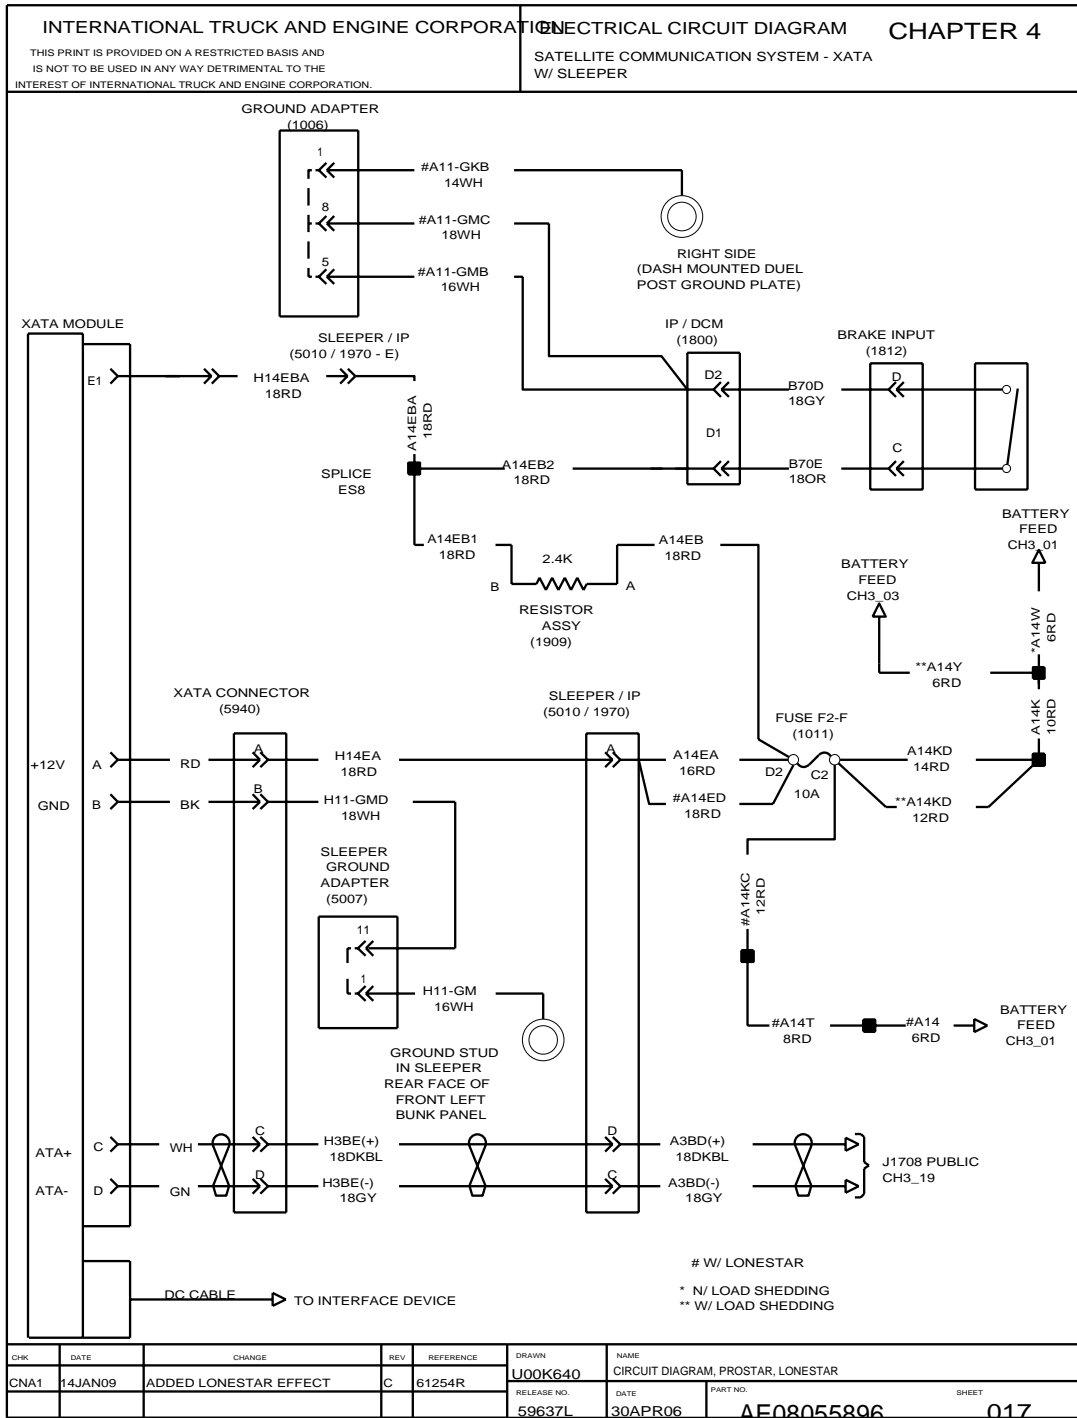 INTERNATIONAL TRUCK AND ENGINE CORPORATION
THIS PRINT IS PROVIDED ON A RESTRICTED BASIS AND
IS NOT TO BE USED IN ANY WAY DETRIMENTAL TO THE
INTEREST OF INTERNATIONAL TRUCK AND ENGINE CORPORATION.
ELECTRICAL CIRCUIT DIAGRAM
CHAPTER 4
SATELLITE COMMUNICATION SYSTEM - XATA
W/ SLEEPER
GROUND ADAPTER
(1006)
1
#A11-GKB
14WH
8
#A11-GMC
18WH
5
#A11-GMB
16WH
RIGHT SIDE
(DASH MOUNTED DUEL
POST GROUND PLATE)
XATA MODULE
SLEEPER / IP
(5010 / 1970 - E)
IP / DCM
(1800)
BRAKE INPUT
(1812)
E1
H14EBA
18RD
A14EBA
18RD
D2
B70D
18GY
D
D1
C
SPLICE
ES8
A14EB2
18RD
B70E
18OR
A14EB1
18RD
2.4K
B
A
A14EB
18RD
RESISTOR
ASSY
(1909)
BATTERY
FEED
CH3_01
BATTERY
FEED
CH3_03
*A14W
6RD
**A14Y
6RD
A14K
10RD
XATA CONNECTOR
(5940)
SLEEPER / IP
(5010 / 1970)
FUSE F2-F
(1011)
+12V
A
RD
A
H14EA
18RD
A
A14EA
16RD
D2
C2
10A
A14KD
14RD
GND
B
BK
B
H11-GMD
18WH
#A14ED
18RD
**A14KD
12RD
SLEEPER
GROUND
ADAPTER
(5007)
11
1
H11-GM
16WH
#A14KC
12RD
#A14T
8RD
#A14
6RD
BATTERY
FEED
CH3_01
GROUND STUD
IN SLEEPER
REAR FACE OF
FRONT LEFT
BUNK PANEL
ATA+
C
WH
C
H3BE(+)
18DKBL
D
A3BD(+)
18DKBL
ATA-
D
GN
D
H3BE(-)
18GY
C
A3BD(-)
18GY
J1708 PUBLIC
CH3_19
# W/ LONESTAR
* N/ LOAD SHEDDING
** W/ LOAD SHEDDING
DC CABLE
TO INTERFACE DEVICE
CHK DATE CHANGE REV REFERENCE
CNA1 14JAN09 ADDED LONESTAR EFFECT C 61254R
DRAWN
U00K640
NAME
CIRCUIT DIAGRAM, PROSTAR, LONESTAR
RELEASE NO.
59637L
DATE
30APR06
PART NO.
AE08055896
SHEET
017